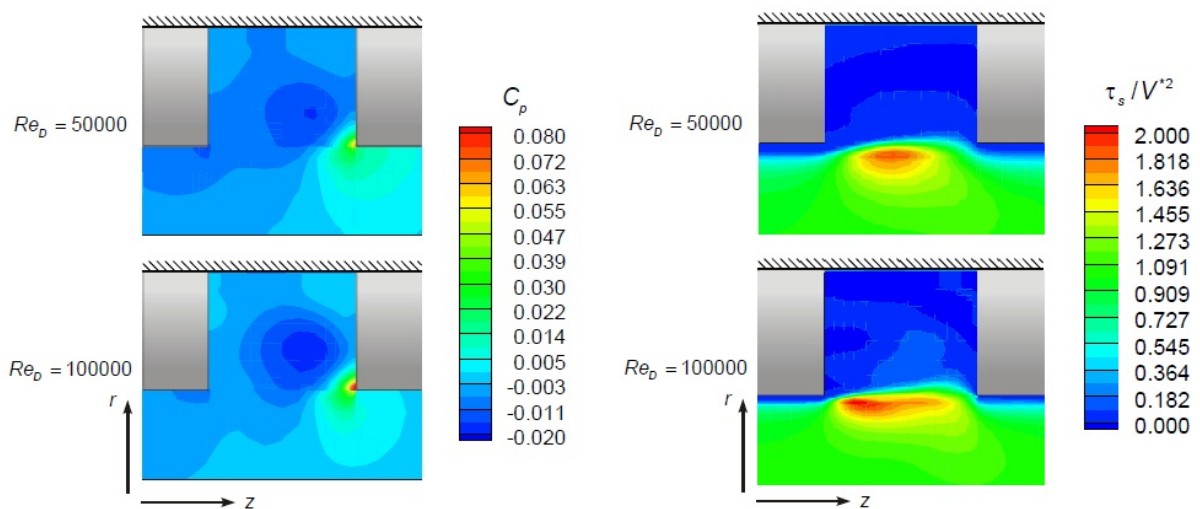 Re_D = 50000
C_p
0.080
0.072
0.063
0.055
0.047
0.039
0.030
0.022
0.014
0.005
-0.003
-0.011
-0.020
Re_D = 100000
r
z
Re_D = 50000
τ_s / V*2
2.000
1.818
1.636
1.455
1.273
1.091
0.909
0.727
0.545
0.364
0.182
0.000
Re_D = 100000
r
z